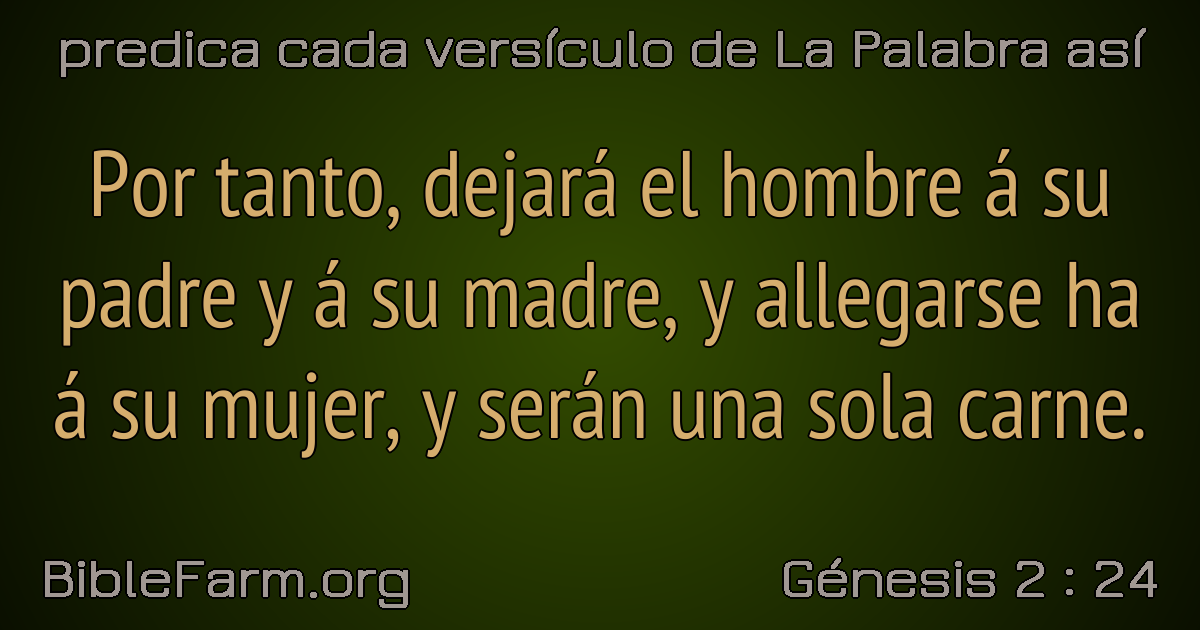 predica cada versículo de La Palabra así
Por tanto, dejará el hombre á su
padre y á su madre, y allegarse ha
á su mujer, y serán una sola carne.
BibleFarm.org
Génesis 2 : 24